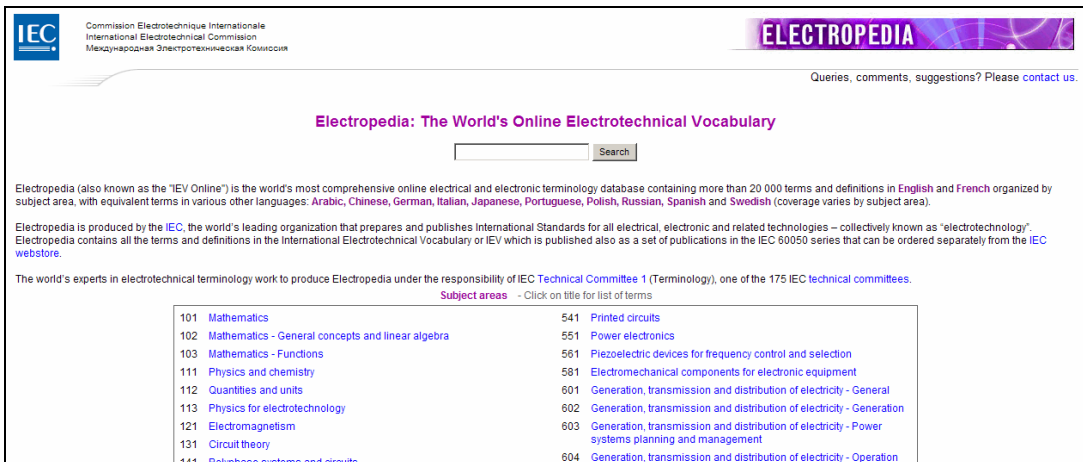 IEC
Commission Electrotechnique Internationale
International Electrotechnical Commission
Международная Электротехническая Комиссия
ELECTROPEDIA
Queries, comments, suggestions? Please contact us.
Electropedia: The World's Online Electrotechnical Vocabulary
Search
Electropedia (also known as the "IEV Online") is the world's most comprehensive online electrical and electronic terminology database containing more than 20 000 terms and definitions in English and French organized by
subject area, with equivalent terms in various other languages: Arabic, Chinese, German, Italian, Japanese, Portuguese, Polish, Russian, Spanish and Swedish (coverage varies by subject area).
Electropedia is produced by the IEC, the world's leading organization that prepares and publishes International Standards for all electrical, electronic and related technologies – collectively known as “electrotechnology”.
Electropedia contains all the terms and definitions in the International Electrotechnical Vocabulary or IEV which is published also as a set of publications in the IEC 60050 series that can be ordered separately from the IEC
webstore.
The world's experts in electrotechnical terminology work to produce Electropedia under the responsibility of IEC Technical Committee 1 (Terminology), one of the 175 IEC technical committees.
Subject areas - Click on title for list of terms
101 Mathematics
102 Mathematics - General concepts and linear algebra
103 Mathematics - Functions
111 Physics and chemistry
112 Quantities and units
113 Physics for electrotechnology
121 Electromagnetism
131 Circuit theory
141 Polyphase systems and circuits
541 Printed circuits
551 Power electronics
561 Piezoelectric devices for frequency control and selection
581 Electromechanical components for electronic equipment
601 Generation, transmission and distribution of electricity - General
602 Generation, transmission and distribution of electricity - Generation
603 Generation, transmission and distribution of electricity - Power
systems planning and management
604 Generation, transmission and distribution of electricity - Operation